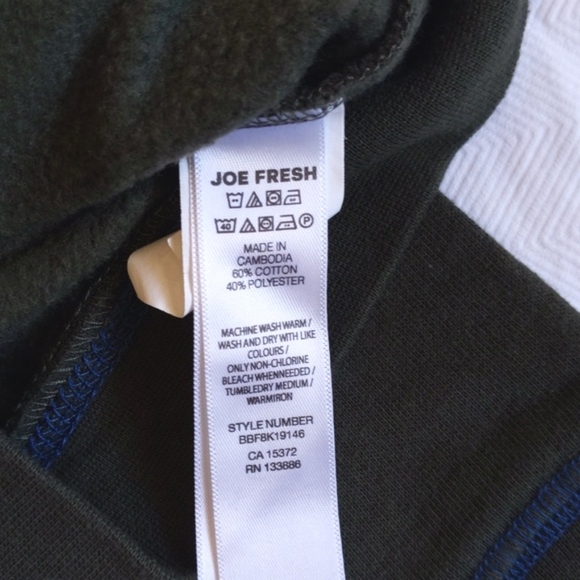 JOE FRESH
40 P
MADE IN
CAMBODIA
60% COTTON
40% POLYESTER
MACHINE WASH WARM /
WASH AND DRY WITH LIKE
COLOURS /
ONLY NON-CHLORINE
BLEACH WHENNEEDED /
TUMBLEDRY MEDIUM /
WARMIRON
STYLE NUMBER
BBF8K19146
CA 15372
RN 133886